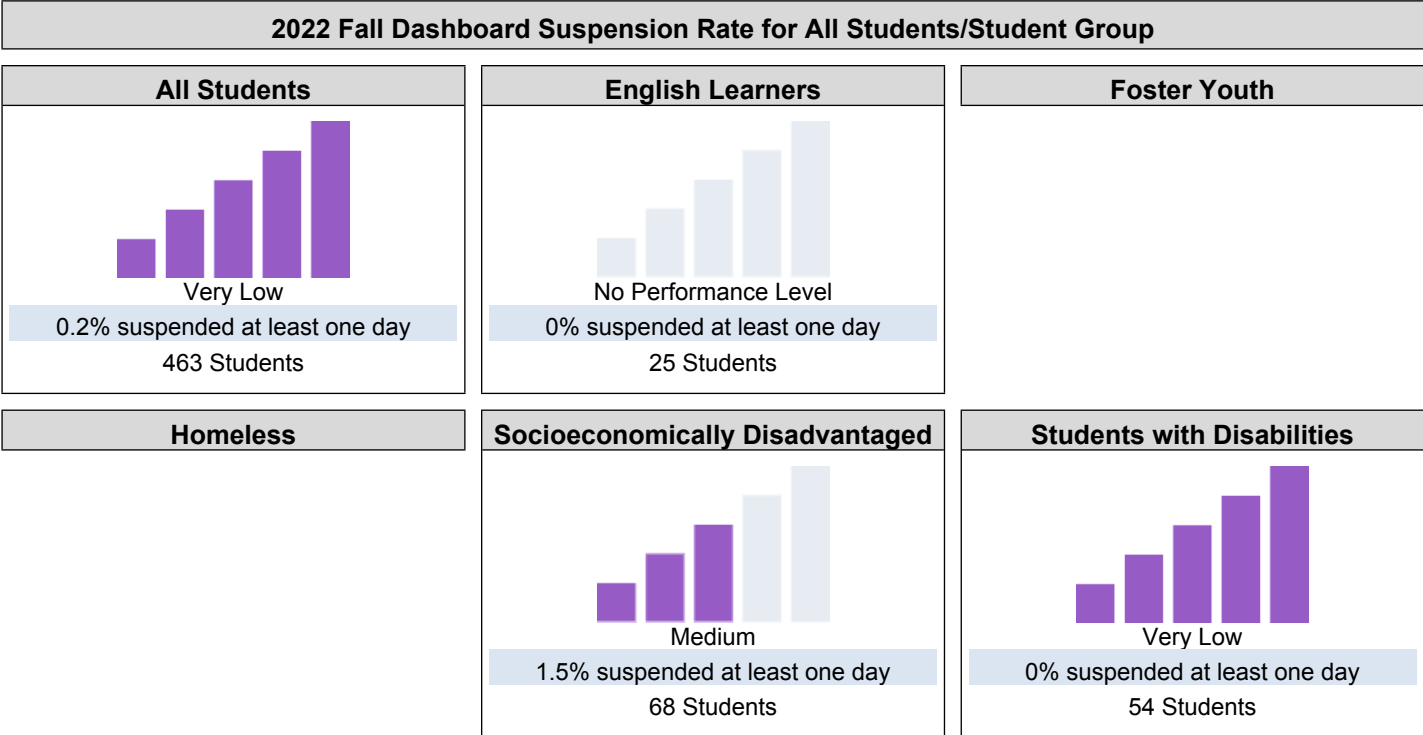 2022 Fall Dashboard Suspension Rate for All Students/Student Group
All Students
Very Low
0.2% suspended at least one day
463 Students
English Learners
No Performance Level
0% suspended at least one day
25 Students
Foster Youth
Homeless
Socioeconomically Disadvantaged
Medium
1.5% suspended at least one day
68 Students
Students with Disabilities
Very Low
0% suspended at least one day
54 Students